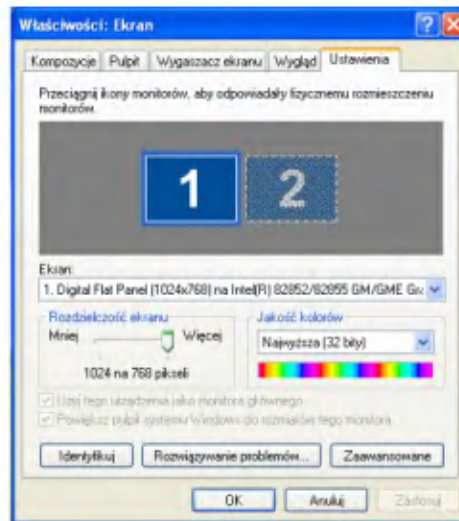 Właściwości: Ekran
Kompozycje Pulpit Wygaszacz ekranu Wygląd Ustawienia
Przeciągnij ikony monitorów, aby odpowiadały fizycznemu rozmieszczeniu
monitorów.
1 2
Ekran:
1. Digital Flat Panel (1024x768) na Intel(R) 82852/82855 GM/GME Gra
Rozdzielczość ekranu Jakość kolorów
Mniej Więcej Najwyższa (32 bity)
1024 na 768 pikseli
Użyj tego urządzenia jako monitora głównego
Powiększ pulpit systemu Windows do rozmiarów tego monitora
Identyfikuj Rozwiązywanie problemów... Zaawansowane
OK Anuluj Zastosuj